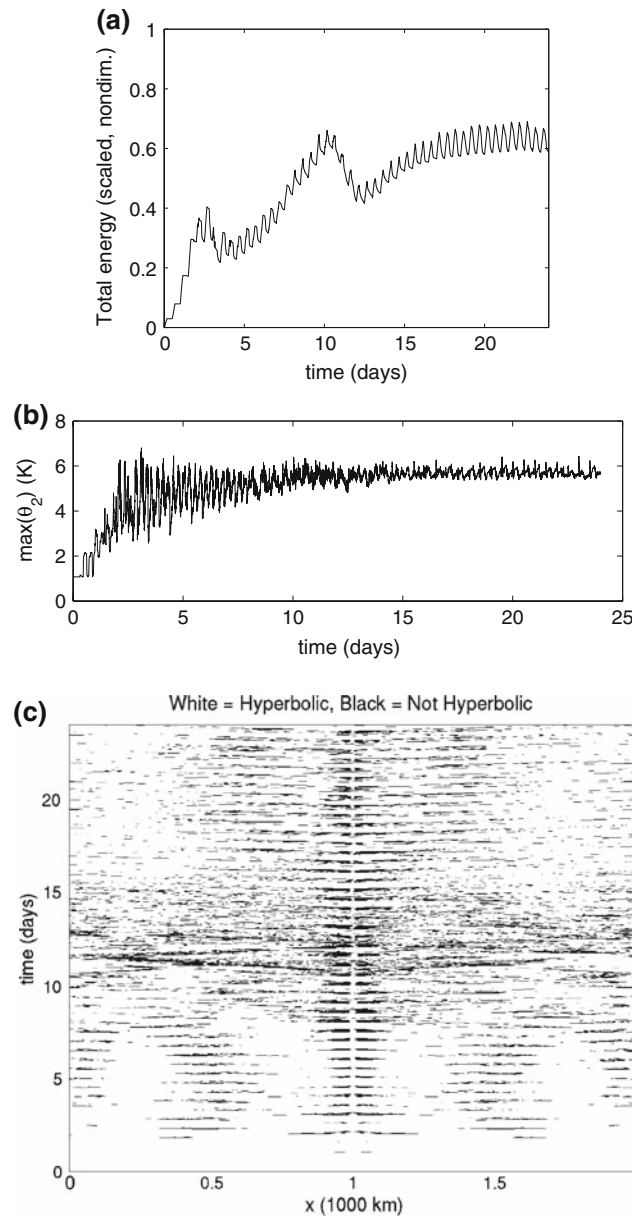 (a)
Total energy (scaled, nondim.)
1
0.8
0.6
0.4
0.2
0
0 5 10 15 20
time (days)
(b)
max(θ_2) (K)
8
6
4
2
0
0 5 10 15 20 25
time (days)
(c)
White = Hyperbolic, Black = Not Hyperbolic
time (days)
20
15
10
5
0
0 0.5 1 1.5
x (1000 km)